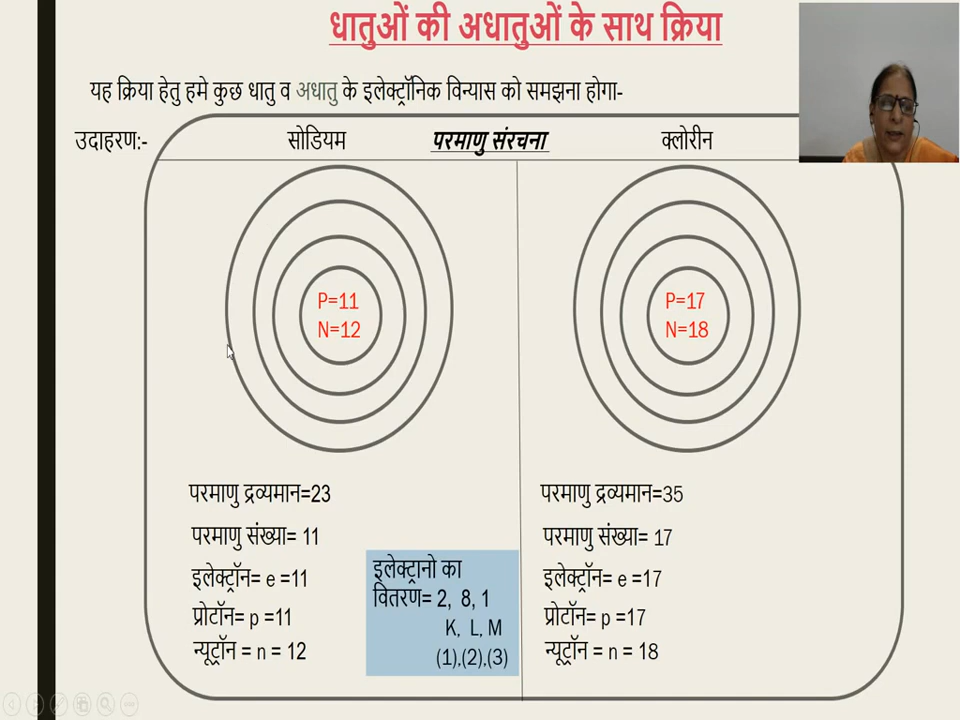 धातुओं की अधातुओं के साथ क्रिया
यह क्रिया हेतु हमे कुछ धातु व अधातु के इलेक्ट्रॉनिक विन्यास को समझना होगा-
उदाहरण:- सोडियम परमाणु संरचना क्लोरीन
P=11
N=12
P=17
N=18
परमाणु द्रव्यमान=23
परमाणु संख्या= 11
इलेक्ट्रॉन= e =11
प्रोटॉन= p =11
न्यूट्रॉन = n = 12
इलेक्ट्रानो का
वितरण= 2, 8, 1
K, L, M
(1),(2),(3)
परमाणु द्रव्यमान=35
परमाणु संख्या= 17
इलेक्ट्रॉन= e =17
प्रोटॉन= p =17
न्यूट्रॉन = n = 18